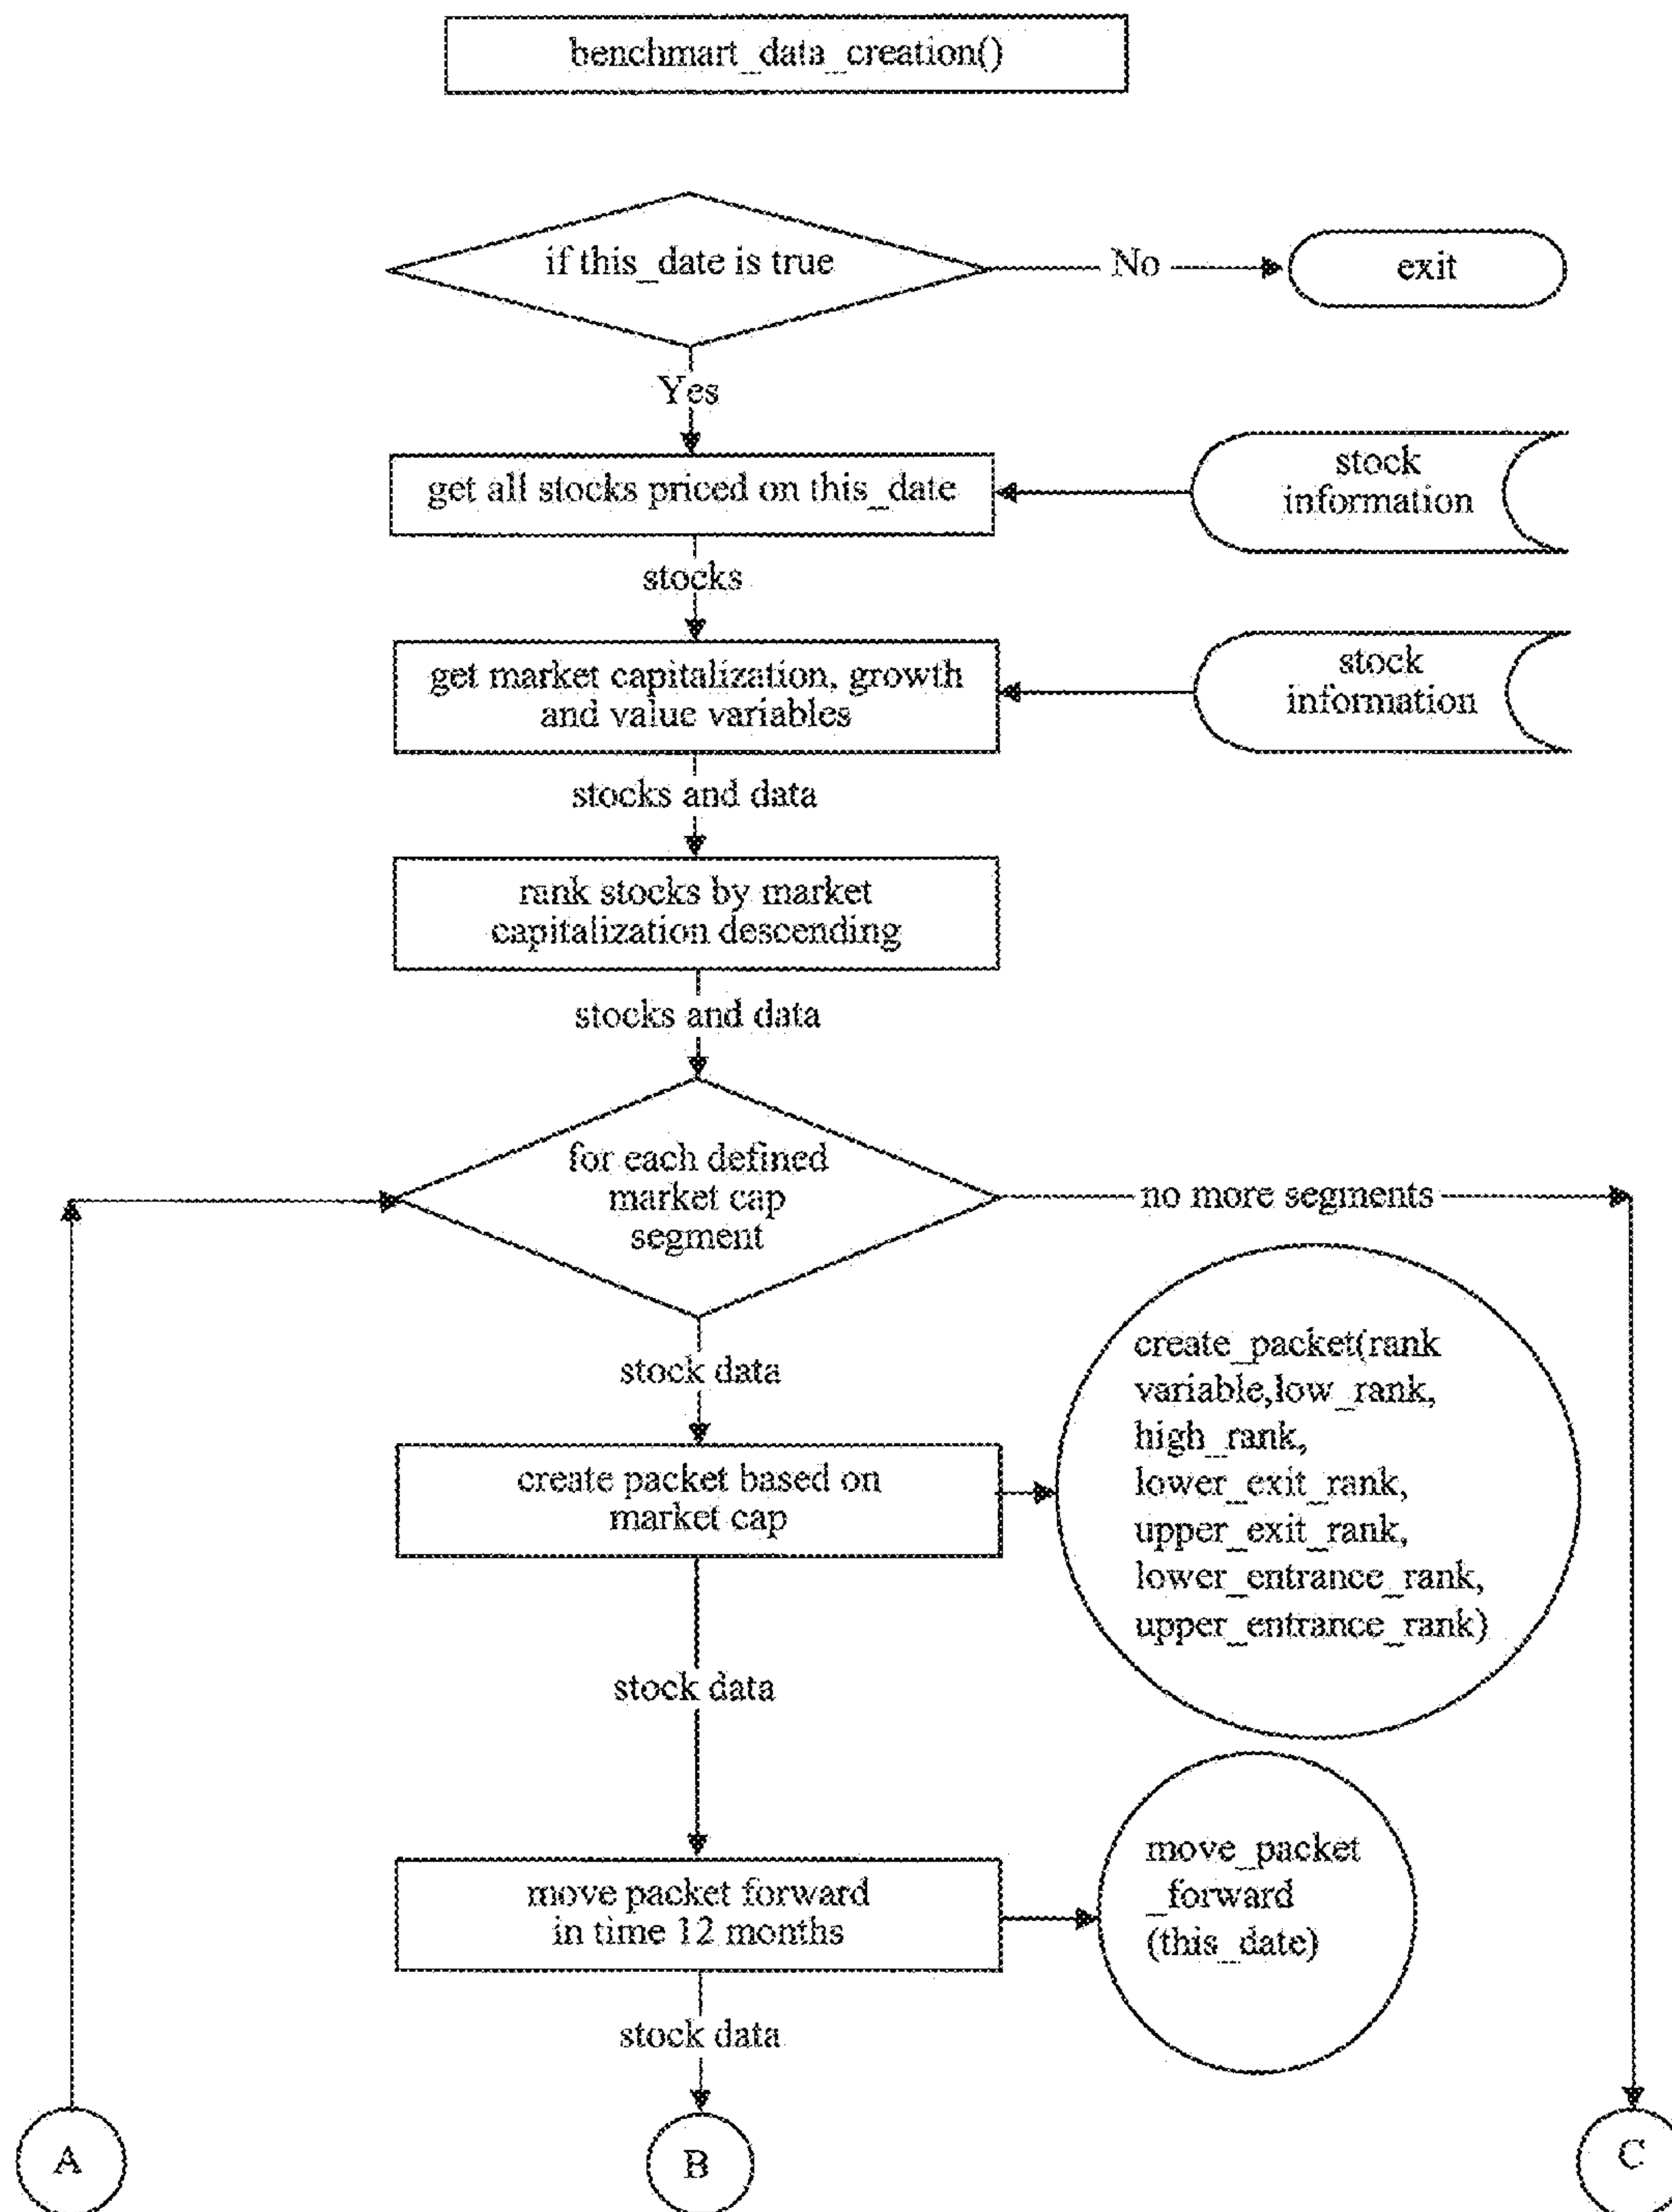 benchmart_data_creation()
if this_date is true
No
exit
Yes
get all stocks priced on this_date
stock
information
stocks
get market capitalization, growth
and value variables
stock
information
stocks and data
rank stocks by market
capitalization descending
stocks and data
for each defined
market cap
segment
no more segments
stock data
create packet based on
market cap
create_packet(rank
variable,low_rank,
high_rank,
lower_exit_rank,
upper_exit_rank,
lower_entrance_rank,
upper_entrance_rank)
stock data
move packet forward
in time 12 months
move_packet
_forward
(this_date)
stock data
A
B
C